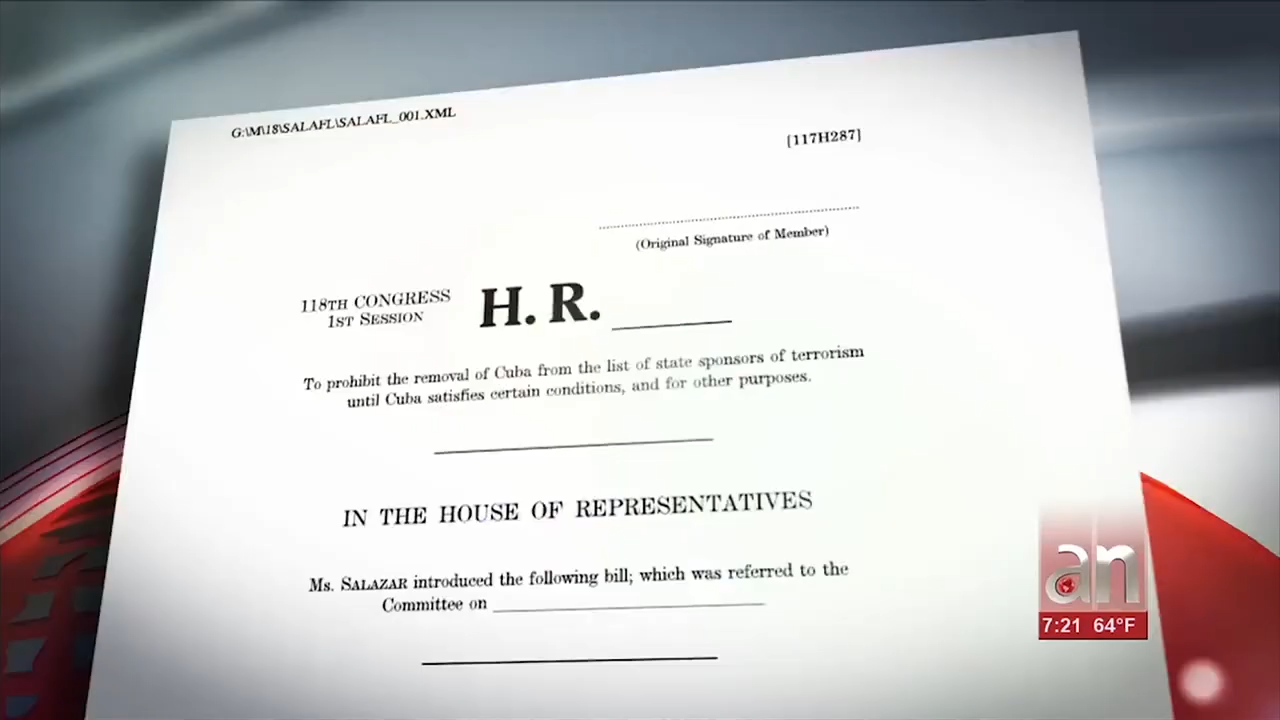 G:\M\18\SALAFL\SALAFL_001.XML
[117H287]
(Original Signature of Member)
118TH CONGRESS
1ST SESSION
H. R.
To prohibit the removal of Cuba from the list of state sponsors of terrorism
until Cuba satisfies certain conditions, and for other purposes.
IN THE HOUSE OF REPRESENTATIVES
Ms. SALAZAR introduced the following bill; which was referred to the
Committee on
an
7:21 64°F